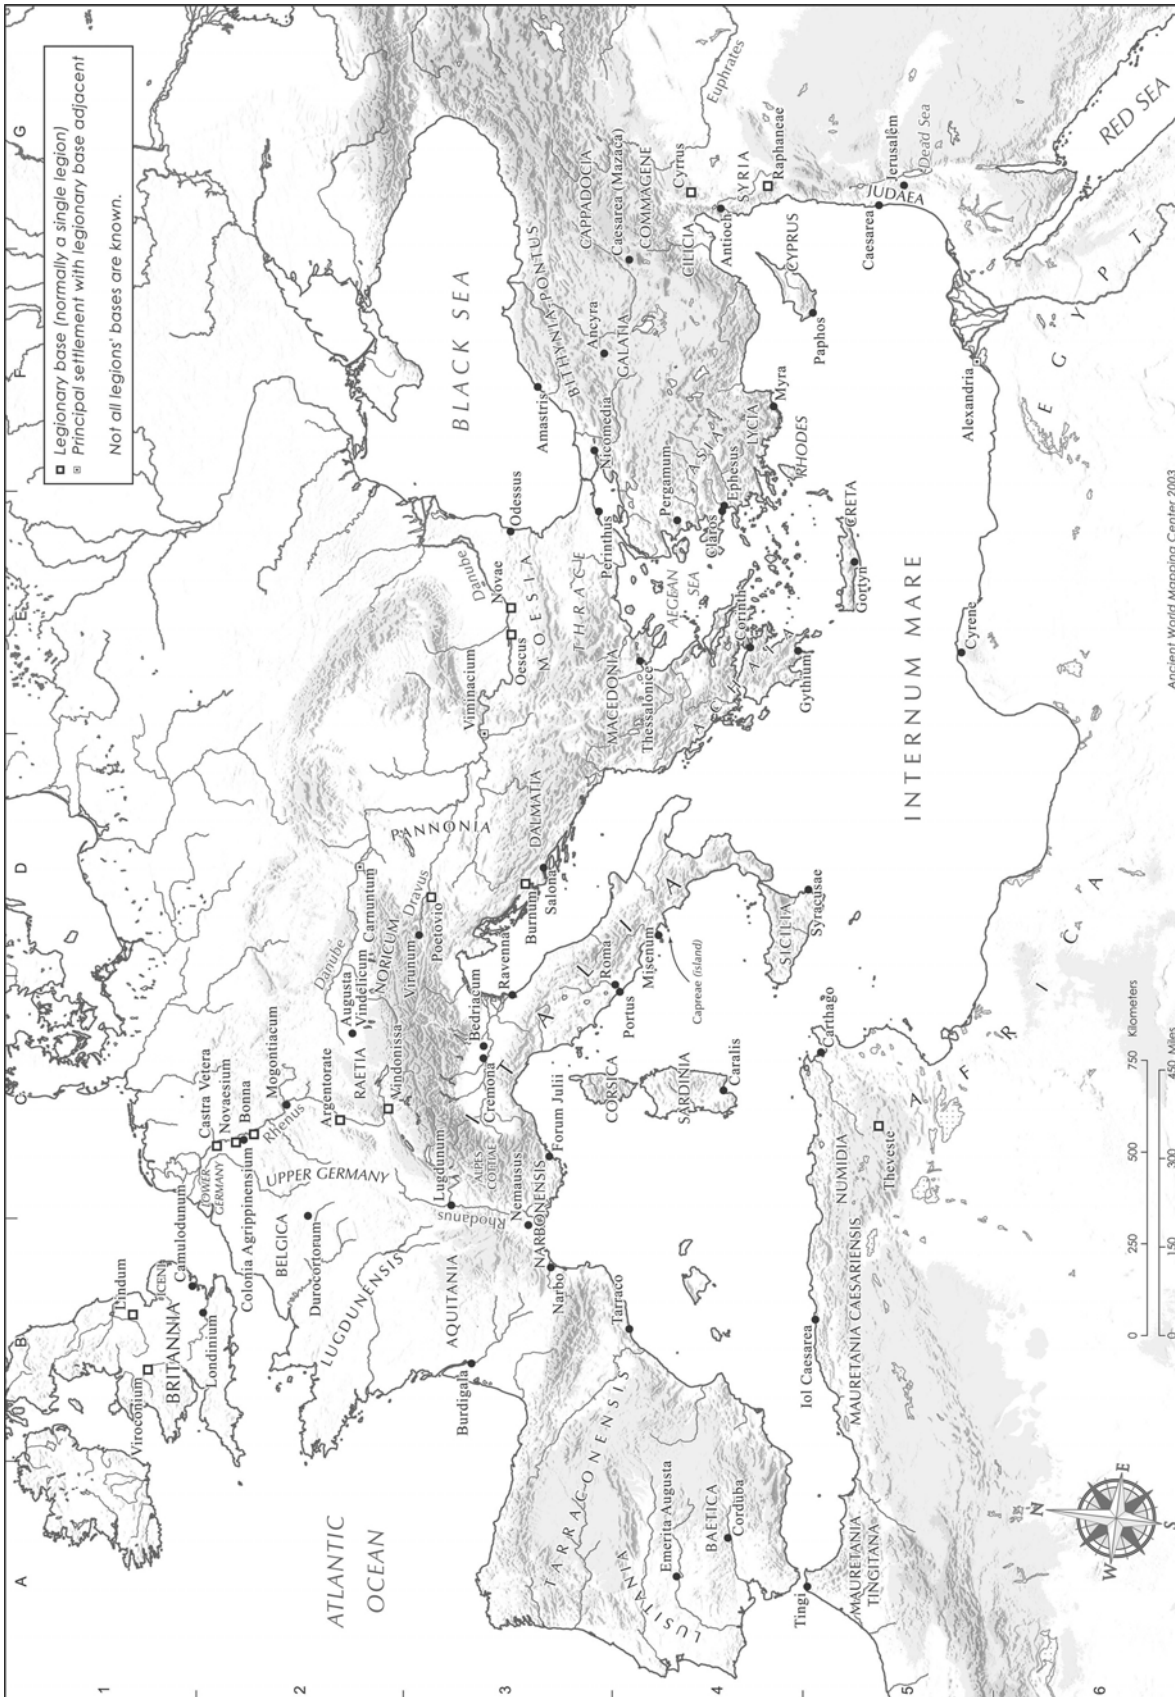 Legionary base (normally a single legion)
Principal settlement with legionary base adjacent
Not all legions' bases are known.
A
B
C
D
E
F
G
1
2
3
4
5
6
ATLANTIC
OCEAN
BLACK SEA
INTERNUM MARE
AEGEAN
SEA
RED SEA
Dead Sea
Lindum
Viroconium
BRITANNIA
ICENI
Camulodunum
Londinium
Castra Vetera
Novaesium
Bonna
Colonia Agrippinensium
LOWER
GERMANY
Mogontiacum
Rhenus
UPPER GERMANY
BELGICA
Durocortorum
LUGDUNENSIS
Argentorate
RAETIA
Vindonissa
Augusta
Vindelicum
Danube
Carnuntum
NORICUM
Virunum
Dravus
Poetovio
PANNONIA
AQUITANIA
Burdigala
Lugdunum
Rhodanus
ALPES
COTTIAE
Nemausus
NARBONENSIS
Narbo
Forum Julii
Cremona
Bedriacum
Ravenna
ITALIA
Roma
Portus
Misenum
Capreae (island)
CORSICA
SARDINIA
Caralis
SICILIA
Syracusae
Burnum
Salona
DALMATIA
Viminacium
Oescus
Novae
Danube
MOESIA
Odessus
THRACE
Perinthus
MACEDONIA
Thessalonice
ACHAIA
Corinth
Gythium
CRETA
Gortyn
Amastris
BITHYNIA-PONTUS
Nicomedia
Ancyra
GALATIA
CAPPADOCIA
Caesarea (Mazaca)
COMMAGENE
Euphrates
Pergamum
ASIA
Claros
Ephesus
LYCIA
Myra
RHODES
CILICIA
Cyrrus
Antioch
SYRIA
Raphaneae
CYPRUS
Paphos
Caesarea
JUDAEA
Jerusalem
Alexandria
EGYPT
Cyrene
TARRACONENSIS
Tarraco
LUSITANIA
Emerita Augusta
BAETICA
Corduba
Tingi
MAURETANIA
TINGITANA
Iol Caesarea
MAURETANIA CAESARIENSIS
NUMIDIA
Theveste
Carthago
AFRICA
N
E
S
W
0 250 500 750 Kilometers
0 150 300 450 Miles
Ancient World Mapping Center 2003